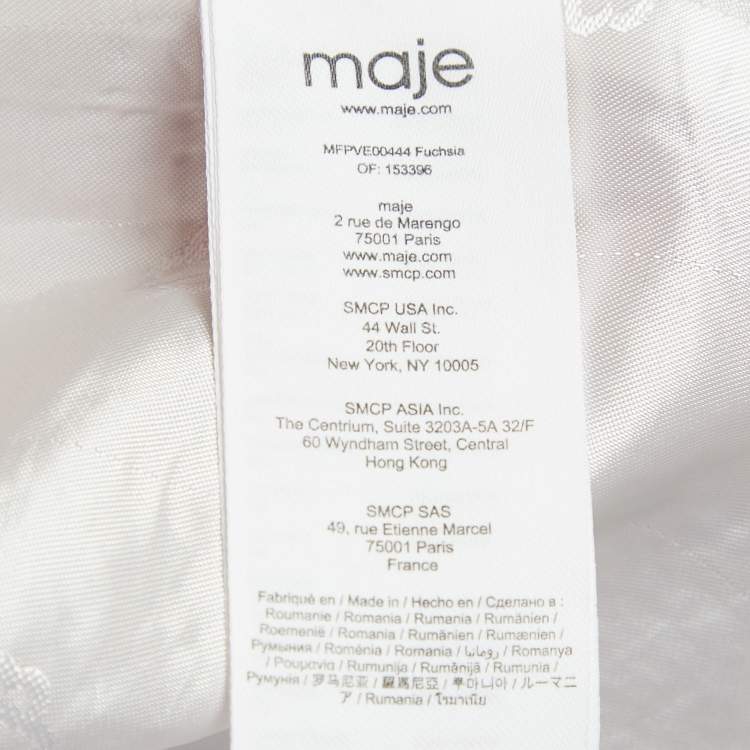 maje
www.maje.com
MFPVE00444 Fuchsia
OF: 153396
maje
2 rue de Marengo
75001 Paris
www.maje.com
www.smcp.com
SMCP USA Inc.
44 Wall St.
20th Floor
New York, NY 10005
SMCP ASIA Inc.
The Centrium, Suite 3203A-5A 32/F
60 Wyndham Street, Central
Hong Kong
SMCP SAS
49, rue Etienne Marcel
75001 Paris
France
Fabriqué en / Made in / Hecho en / Сделано в :
Roumanie / Romania / Rumania / Rumänien /
Roemenië / Romania / Rumänien / Rumænien /
Румыния / Roménia / Romania / رومانيا / Romanya
/ Ρουμανία / Rumunija / Rumānijā / Rumunia /
Румунія / 罗马尼亚 / 羅馬尼亞 / 루마니아 / ルーマニ
ア / Rumania / โรมาเนีย